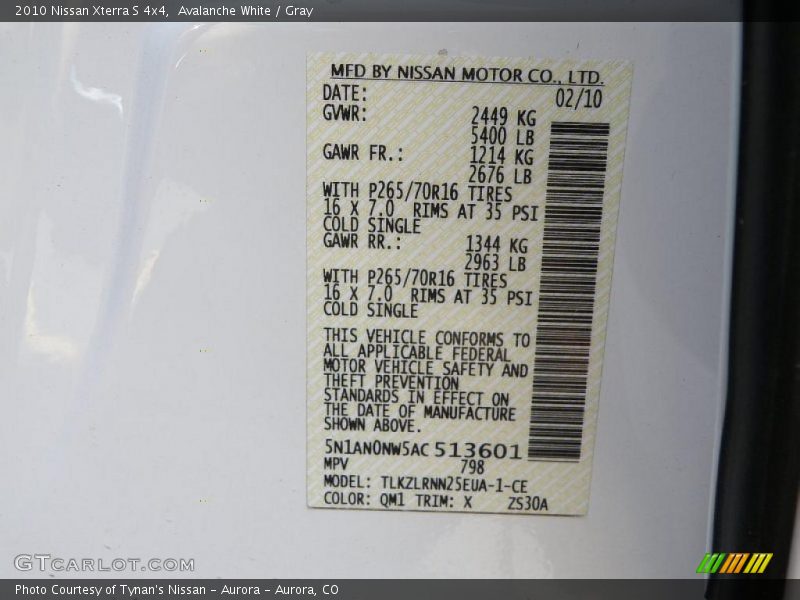 2010 Nissan Xterra S 4x4, Avalanche White / Gray
MFD BY NISSAN MOTOR CO., LTD.
DATE: 02/10
GVWR: 2449 KG
5400 LB
GAWR FR.: 1214 KG
2676 LB
WITH P265/70R16 TIRES
16 X 7.0 RIMS AT 35 PSI
COLD SINGLE
GAWR RR.: 1344 KG
2963 LB
WITH P265/70R16 TIRES
16 X 7.0 RIMS AT 35 PSI
COLD SINGLE
THIS VEHICLE CONFORMS TO
ALL APPLICABLE FEDERAL
MOTOR VEHICLE SAFETY AND
THEFT PREVENTION
STANDARDS IN EFFECT ON
THE DATE OF MANUFACTURE
SHOWN ABOVE.
5N1AN0NW5AC513601
MPV 798
MODEL: TLKZLRNN25EUA-1-CE
COLOR: QM1 TRIM: X ZS30A
GTCARLOT.COM
Photo Courtesy of Tynan's Nissan - Aurora - Aurora, CO